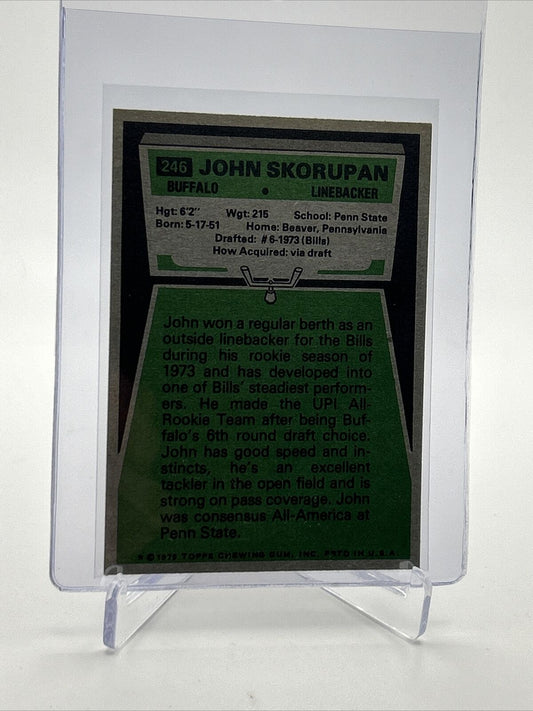 246 JOHN SKORUPAN
BUFFALO • LINEBACKER
Hgt: 6'2" Wgt: 215 School: Penn State
Born: 5-17-51 Home: Beaver, Pennsylvania
Drafted: #6-1973 (Bills)
How Acquired: via draft
John won a regular berth as an
outside linebacker for the Bills
during his rookie season of
1973 and has developed into
one of Bills' steadiest perform-
ers. He made the UPI All-
Rookie Team after being Buf-
falo's 6th round draft choice.
John has good speed and in-
stincts, he's an excellent
tackler in the open field and is
strong on pass coverage. John
was consensus All-America at
Penn State.
© 1975 TOPPS CHEWING GUM, INC. PRTD IN U.S.A.